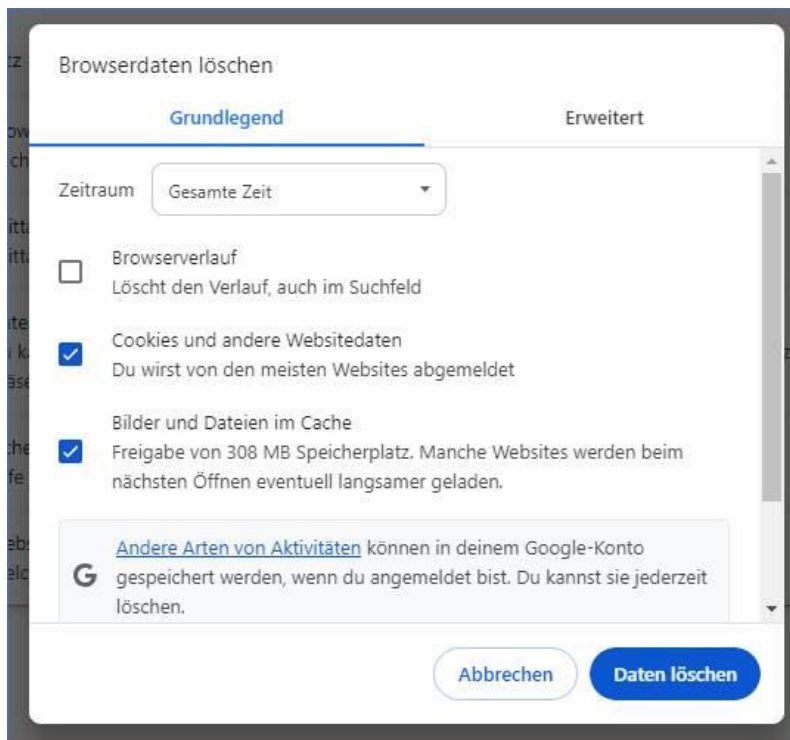 Browserdaten löschen
Grundlegend
Erweitert
Zeitraum
Gesamte Zeit
Browserverlauf
Löscht den Verlauf, auch im Suchfeld
Cookies und andere Websitedaten
Du wirst von den meisten Websites abgemeldet
Bilder und Dateien im Cache
Freigabe von 308 MB Speicherplatz. Manche Websites werden beim
nächsten Öffnen eventuell langsamer geladen.
Andere Arten von Aktivitäten können in deinem Google-Konto
G gespeichert werden, wenn du angemeldet bist. Du kannst sie jederzeit
löschen.
Abbrechen
Daten löschen